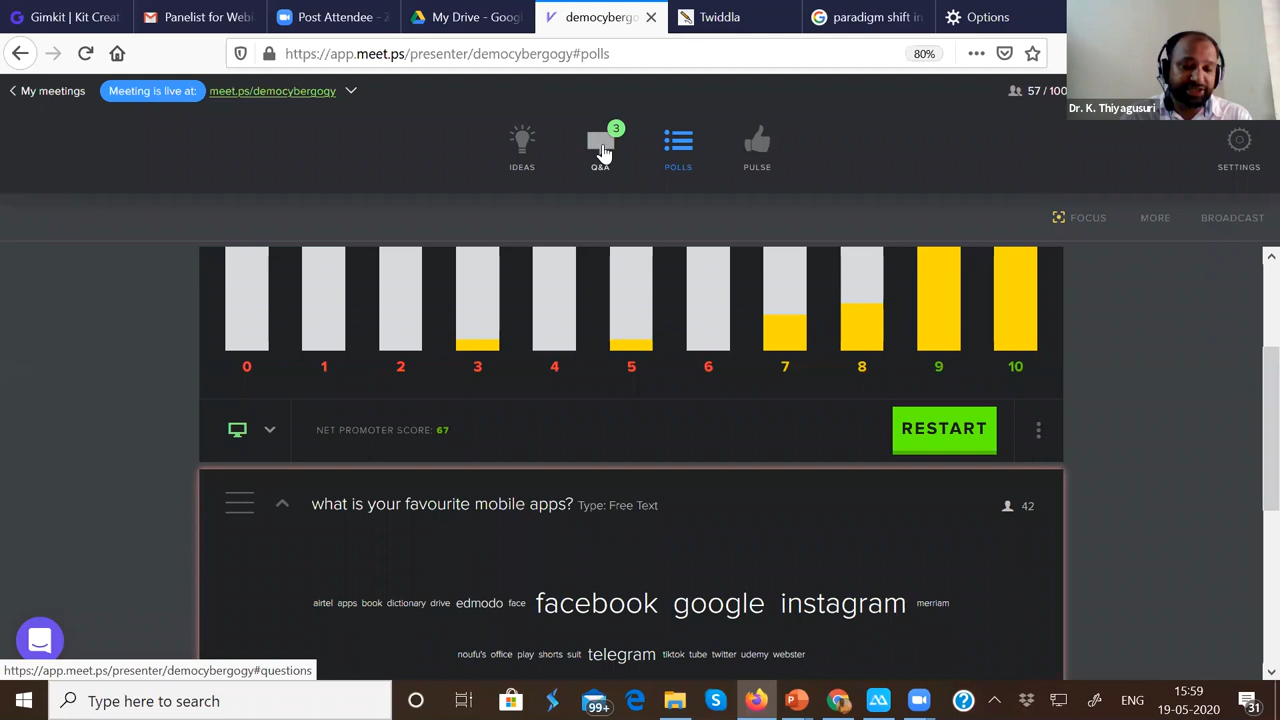 Gimkit | Kit Creat
Panelist for Webi
Post Attendee - Z
My Drive - Google
democybergo
Twiddla
paradigm shift in
Options
https://app.meet.ps/presenter/democybergogy#polls
80%
My meetings
Meeting is live at:
meet.ps/democybergogy
57 / 100
Dr. K. Thiyagusuri
3
IDEAS
Q&A
POLLS
PULSE
SETTINGS
FOCUS
MORE
BROADCAST
0 1 2 3 4 5 6 7 8 9 10
NET PROMOTER SCORE: 67
RESTART
what is your favourite mobile apps? Type: Free Text
42
airtel apps book dictionary drive edmodo face facebook google instagram merriam
noufu's office play shorts suit telegram tiktok tube twitter udemy webster
https://app.meet.ps/presenter/democybergogy#questions
Type here to search
99+
ENG
15:59
19-05-2020
31